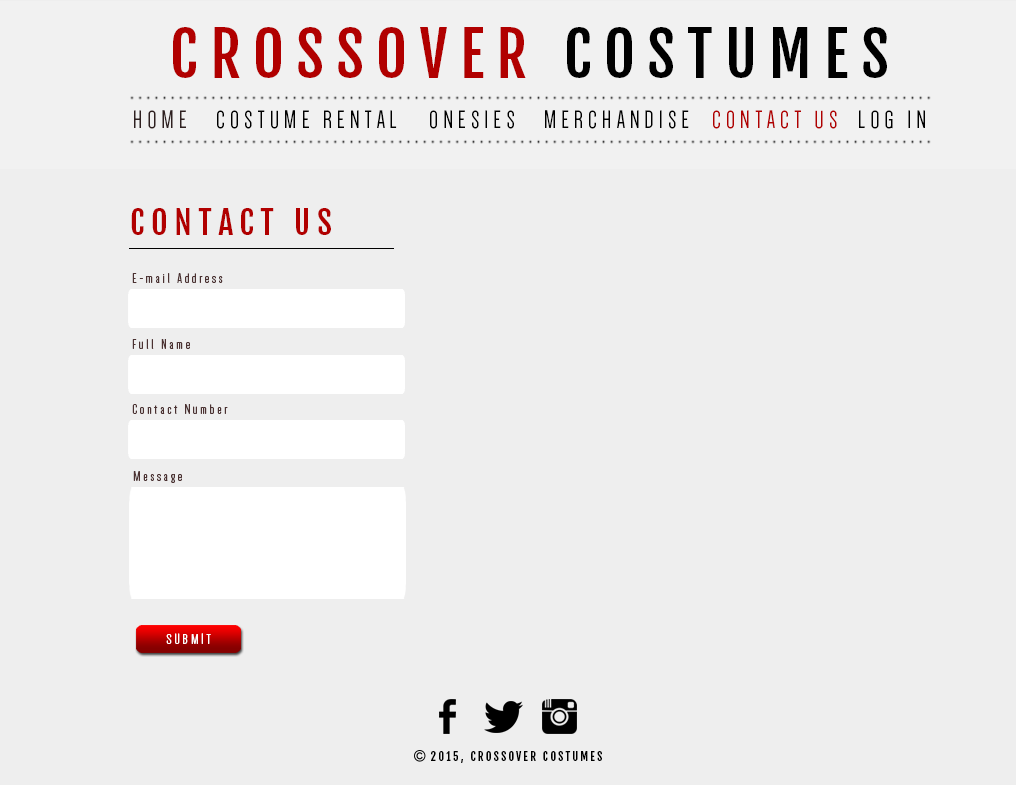 CROSSOVER COSTUMES
HOME COSTUME RENTAL ONESIES MERCHANDISE CONTACT US LOG IN
CONTACT US
E-mail Address
Full Name
Contact Number
Message
SUBMIT
© 2015, CROSSOVER COSTUMES